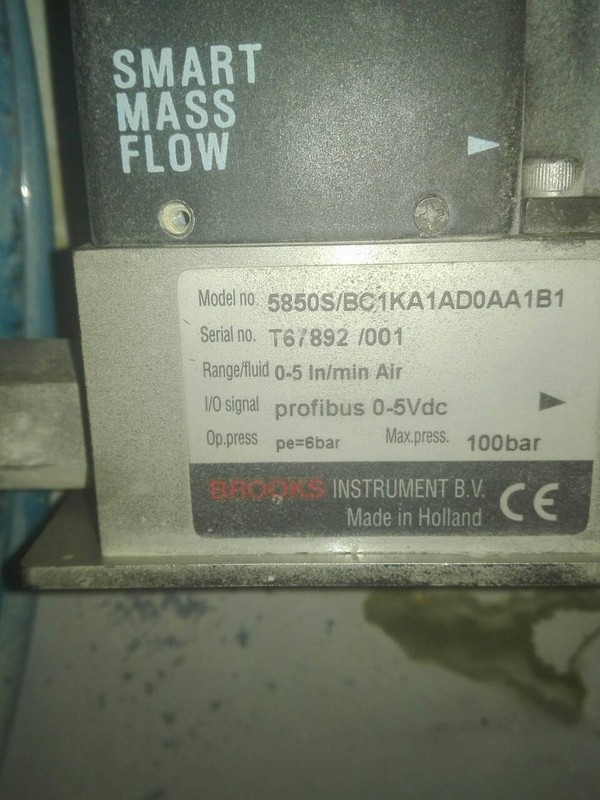 SMART
MASS
FLOW
Model no 5850S/BC1KA1AD0AA1B1
Serial no. T67892 /001
Range/fluid 0-5 ln/min Air
I/O signal profibus 0-5Vdc
Op.press pe=6bar Max.press. 100bar
BROOKS INSTRUMENT B.V.
Made in Holland
CE